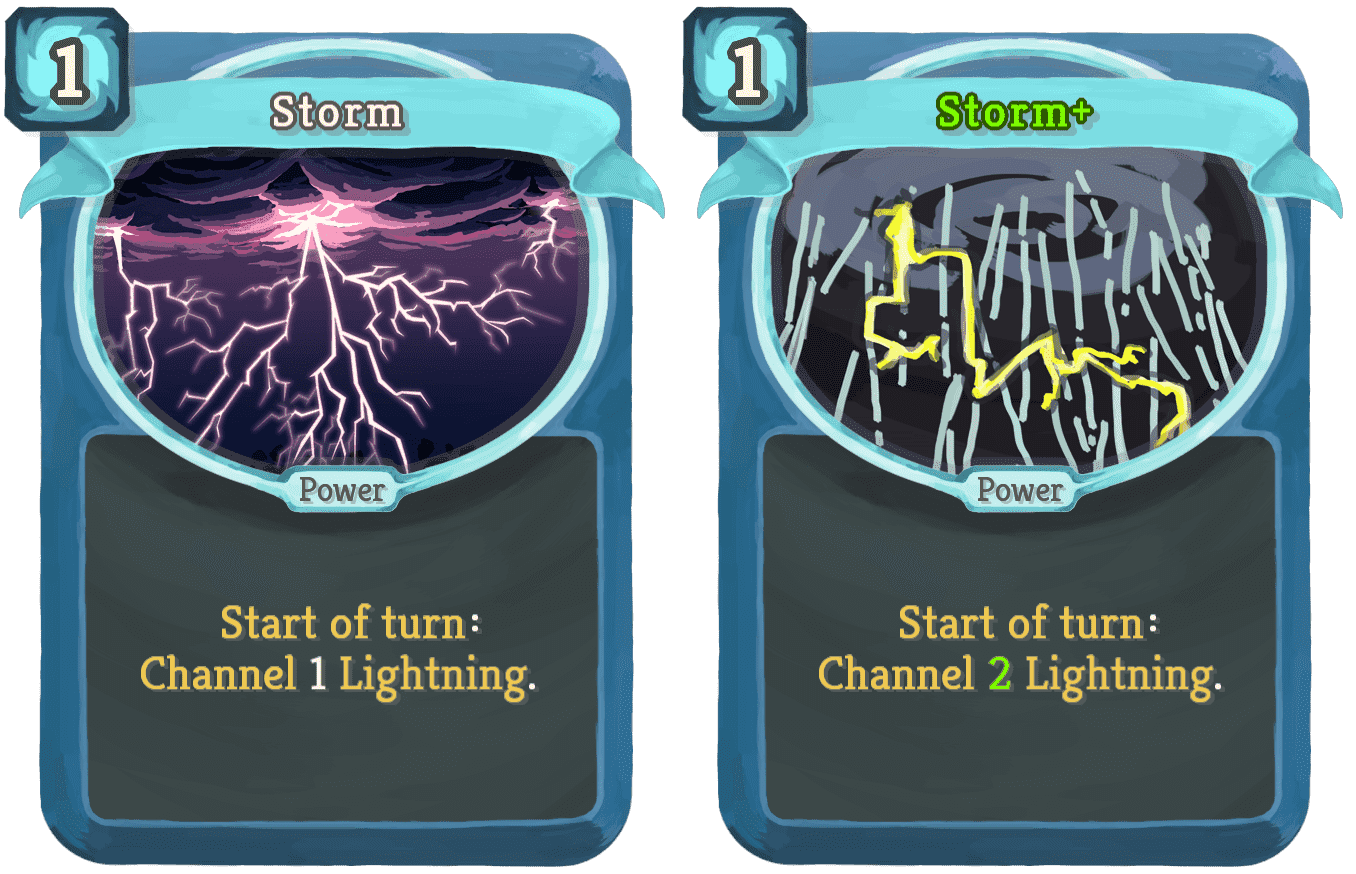 1
Storm
Power
Start of turn:
Channel 1 Lightning.
1
Storm+
Power
Start of turn:
Channel 2 Lightning.